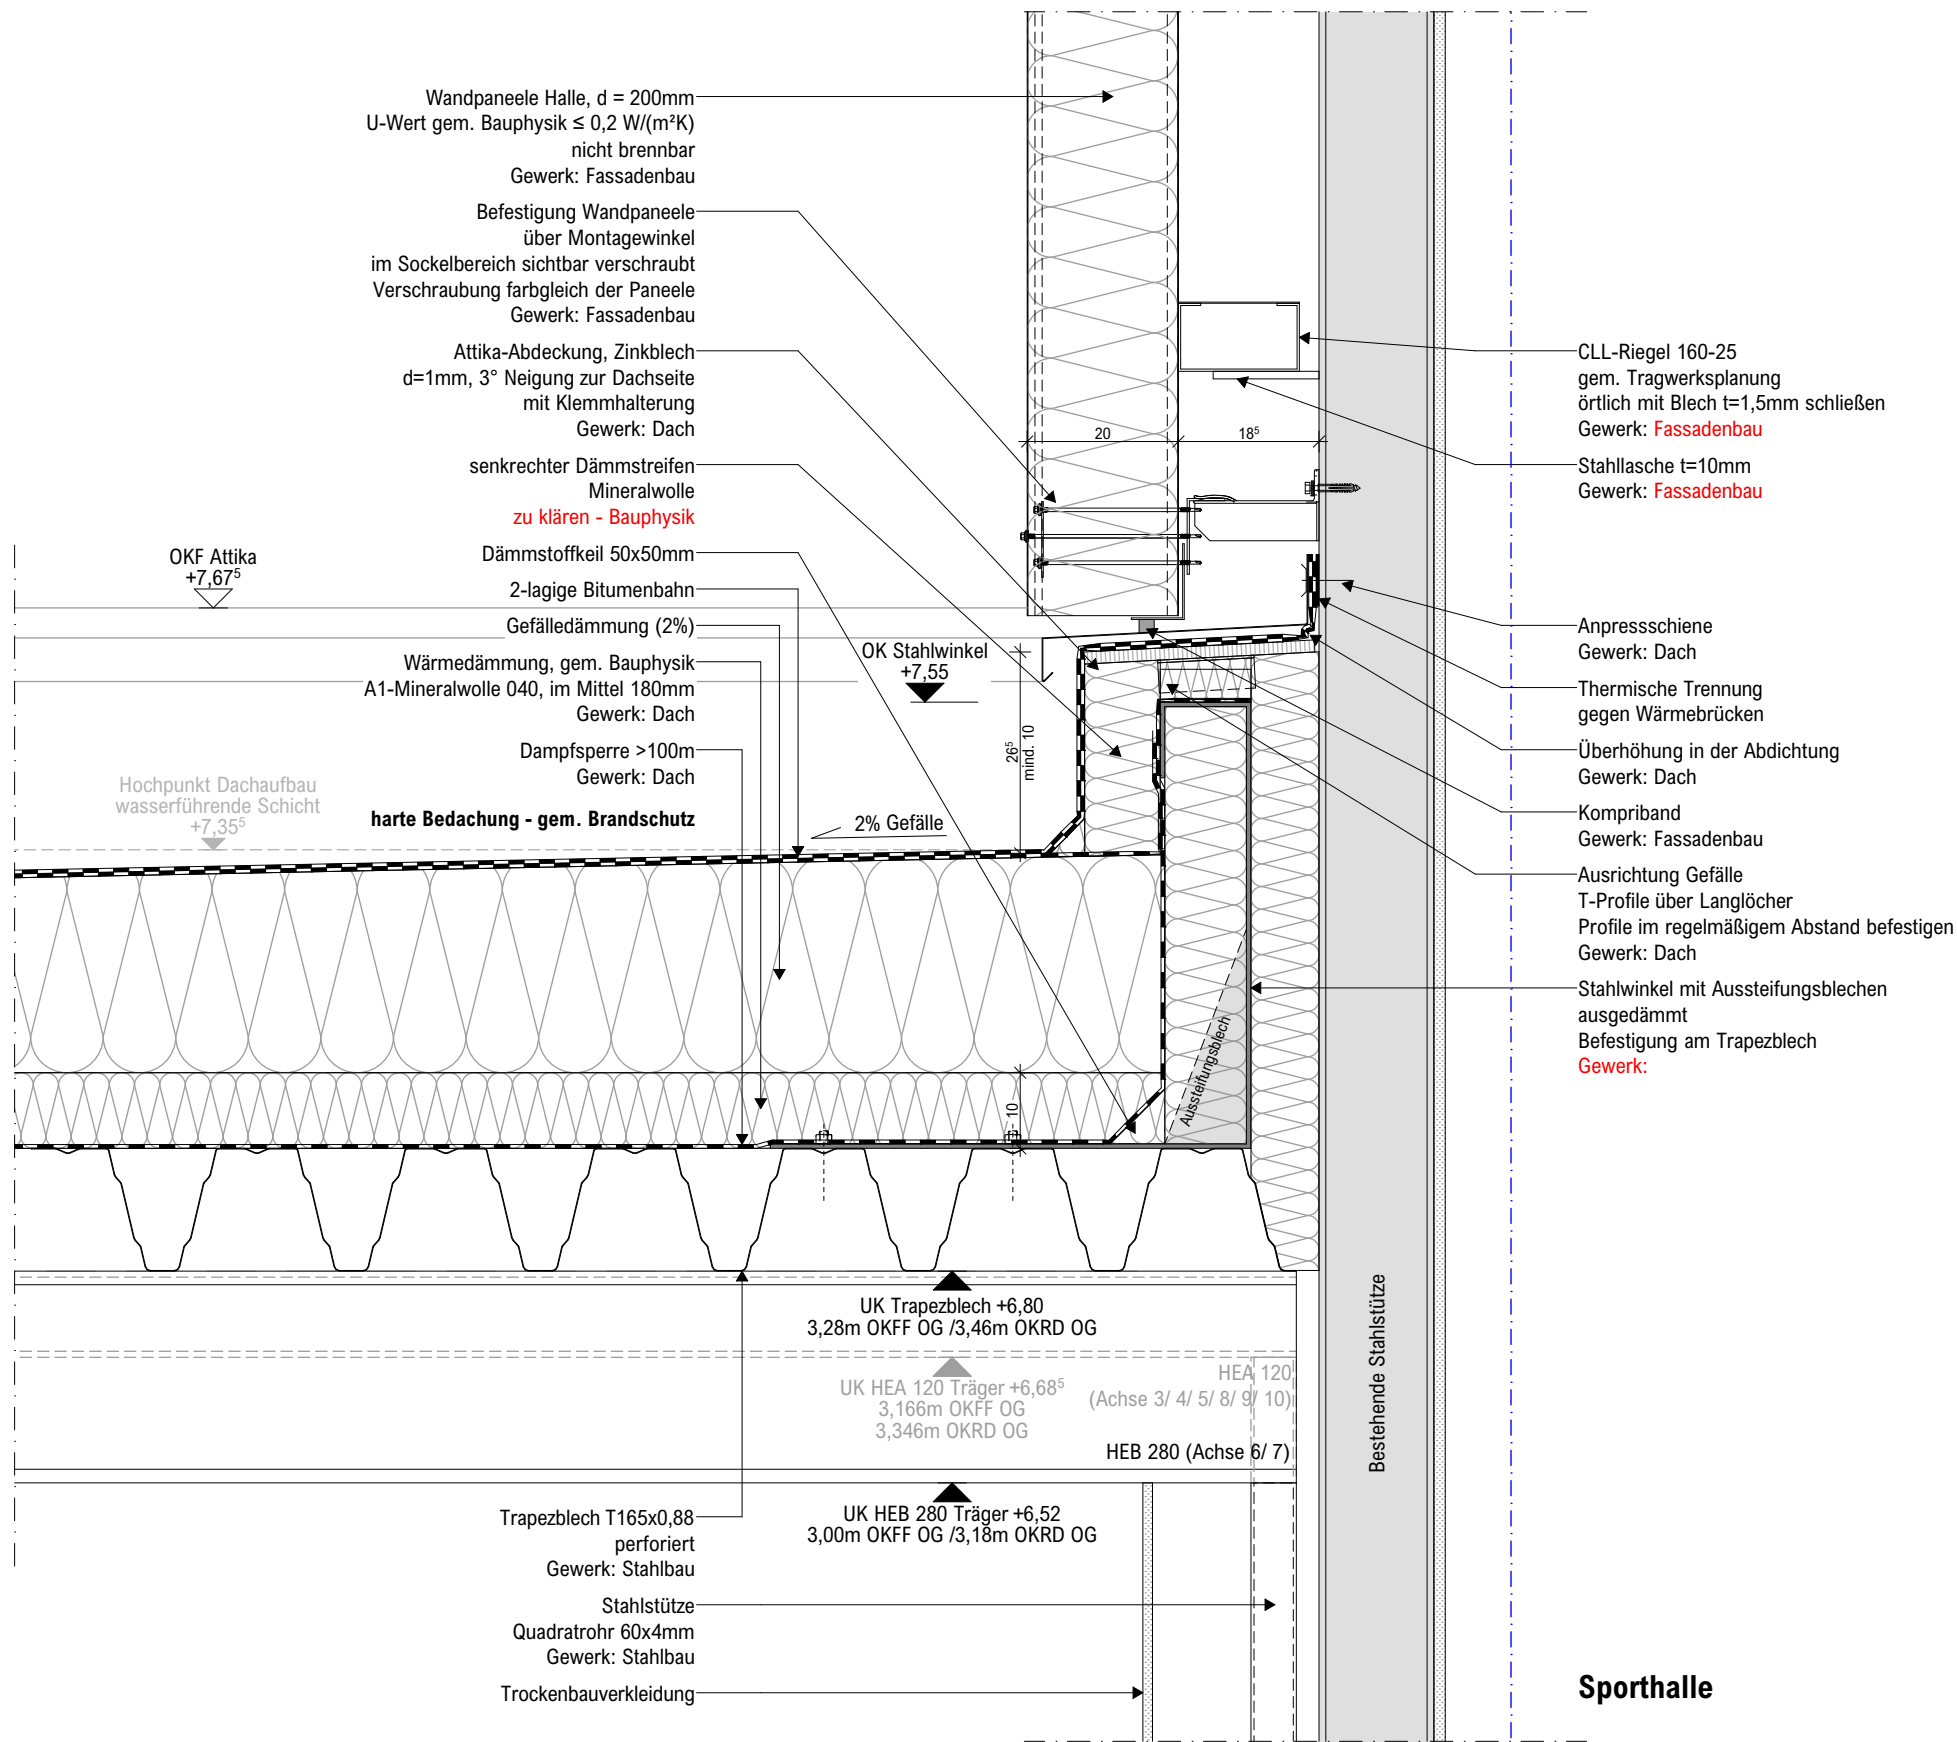 Wandpaneele Halle, d = 200mm
U-Wert gem. Bauphysik ≤ 0,2 W/(m²K)
nicht brennbar
Gewerk: Fassadenbau
Befestigung Wandpaneele
über Montagewinkel
im Sockelbereich sichtbar verschraubt
Verschraubung farbgleich der Paneele
Gewerk: Fassadenbau
Attika-Abdeckung, Zinkblech
d=1mm, 3° Neigung zur Dachseite
mit Klemmhalterung
Gewerk: Dach
senkrechter Dämmstreifen
Mineralwolle
zu klären - Bauphysik
Dämmstoffkeil 50x50mm
2-lagige Bitumenbahn
Gefälledämmung (2%)
Wärmedämmung, gem. Bauphysik
A1-Mineralwolle 040, im Mittel 180mm
Gewerk: Dach
Dampfsperre >100m
Gewerk: Dach
harte Bedachung - gem. Brandschutz
OKF Attika
+7,67⁵
Hochpunkt Dachaufbau
wasserführende Schicht
+7,35⁵
OK Stahlwinkel
+7,55
2% Gefälle
26⁵
mind. 10
20
18⁵
10
Aussteifungsblech
CLL-Riegel 160-25
gem. Tragwerksplanung
örtlich mit Blech t=1,5mm schließen
Gewerk: Fassadenbau
Stahllasche t=10mm
Gewerk: Fassadenbau
Anpressschiene
Gewerk: Dach
Thermische Trennung
gegen Wärmebrücken
Überhöhung in der Abdichtung
Gewerk: Dach
Kompriband
Gewerk: Fassadenbau
Ausrichtung Gefälle
T-Profile über Langlöcher
Profile im regelmäßigem Abstand befestigen
Gewerk: Dach
Stahlwinkel mit Aussteifungsblechen
ausgedämmt
Befestigung am Trapezblech
Gewerk:
UK Trapezblech +6,80
3,28m OKFF OG /3,46m OKRD OG
UK HEA 120 Träger +6,68⁵
3,166m OKFF OG
3,346m OKRD OG
HEA 120
(Achse 3/ 4/ 5/ 8/ 9/ 10)
HEB 280 (Achse 6/ 7)
UK HEB 280 Träger +6,52
3,00m OKFF OG /3,18m OKRD OG
Bestehende Stahlstütze
Trapezblech T165x0,88
perforiert
Gewerk: Stahlbau
Stahlstütze
Quadratrohr 60x4mm
Gewerk: Stahlbau
Trockenbauverkleidung
Sporthalle